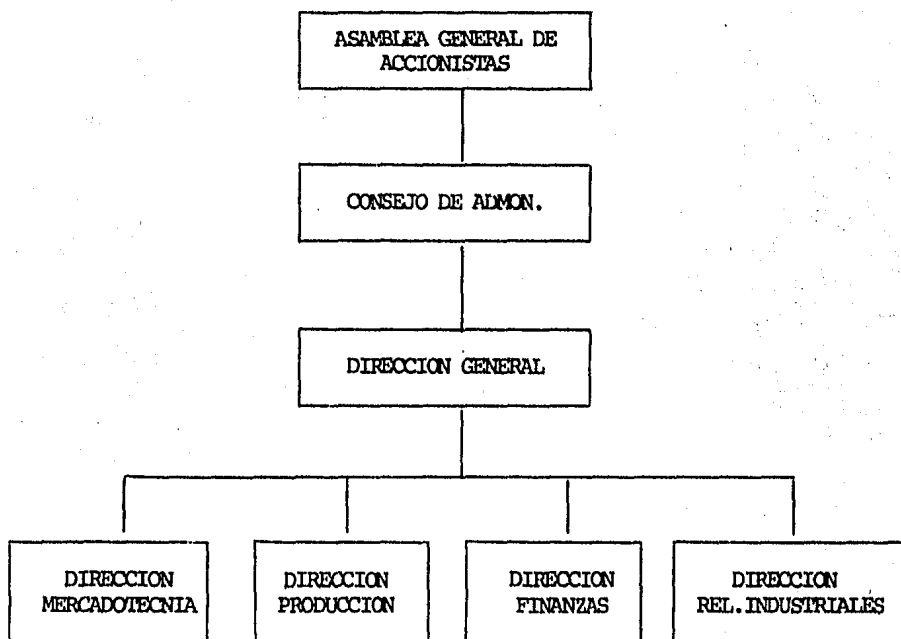 ASAMBLEA GENERAL DE
ACCIONISTAS
CONSEJO DE ADMON.
DIRECCION GENERAL
DIRECCION
MERCADOTECNIA
DIRECCION
PRODUCCION
DIRECCION
FINANZAS
DIRECCION
REL.INDUSTRIALES